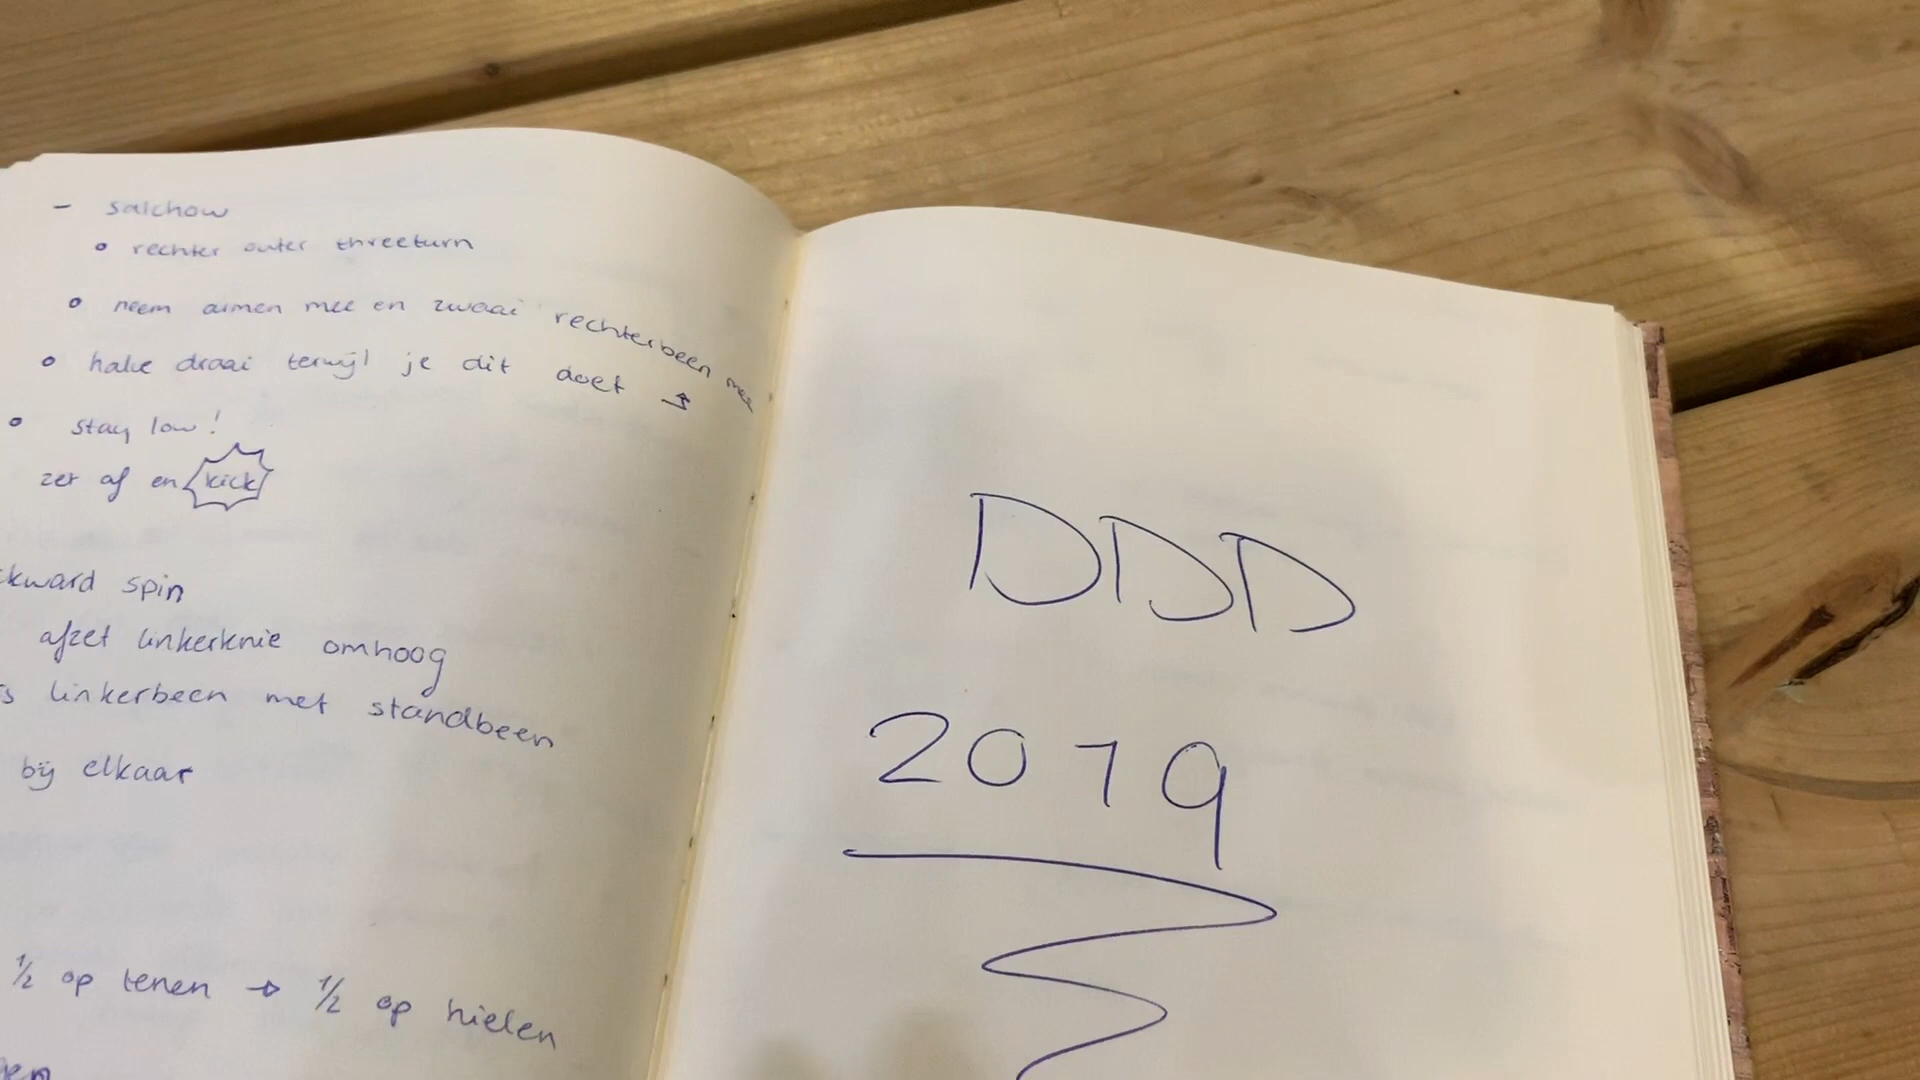 - salchow
o rechter outer threeturn
o neem armen mee en zwaai rechterbeen mee
o halve draai terwijl je dit doet
o stay low!
zet af en kick
ckward spin
afzet linkerknie omhoog
s linkerbeen met standbeen
bij elkaar
1/2 op tenen → 1/2 op hielen
DDD
2019